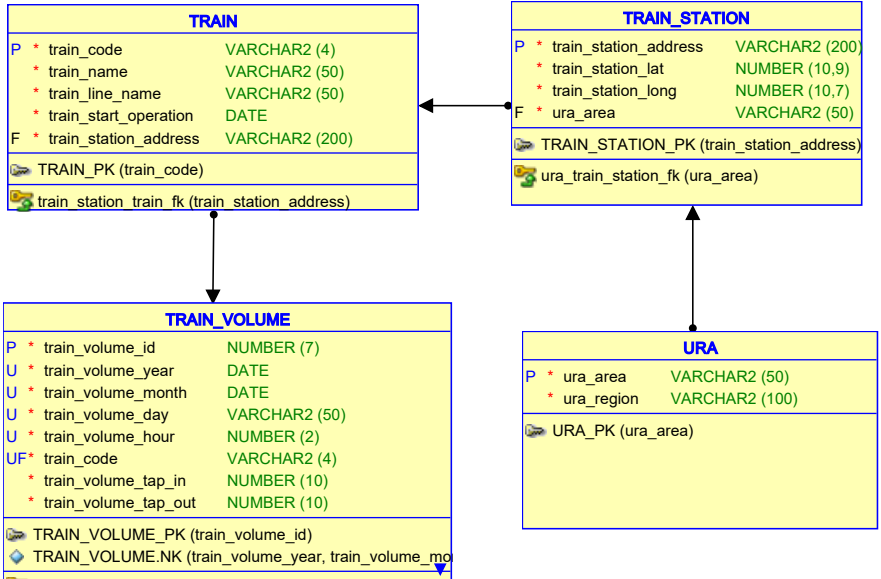 TRAIN
P * train_code VARCHAR2 (4)
* train_name VARCHAR2 (50)
* train_line_name VARCHAR2 (50)
* train_start_operation DATE
F * train_station_address VARCHAR2 (200)
TRAIN_PK (train_code)
train_station_train_fk (train_station_address)
TRAIN_STATION
P * train_station_address VARCHAR2 (200)
* train_station_lat NUMBER (10,9)
* train_station_long NUMBER (10,7)
F * ura_area VARCHAR2 (50)
TRAIN_STATION_PK (train_station_address)
ura_train_station_fk (ura_area)
TRAIN_VOLUME
P * train_volume_id NUMBER (7)
U * train_volume_year DATE
U * train_volume_month DATE
U * train_volume_day VARCHAR2 (50)
U * train_volume_hour NUMBER (2)
UF* train_code VARCHAR2 (4)
* train_volume_tap_in NUMBER (10)
* train_volume_tap_out NUMBER (10)
TRAIN_VOLUME_PK (train_volume_id)
TRAIN_VOLUME.NK (train_volume_year, train_volume_mo
URA
P * ura_area VARCHAR2 (50)
* ura_region VARCHAR2 (100)
URA_PK (ura_area)